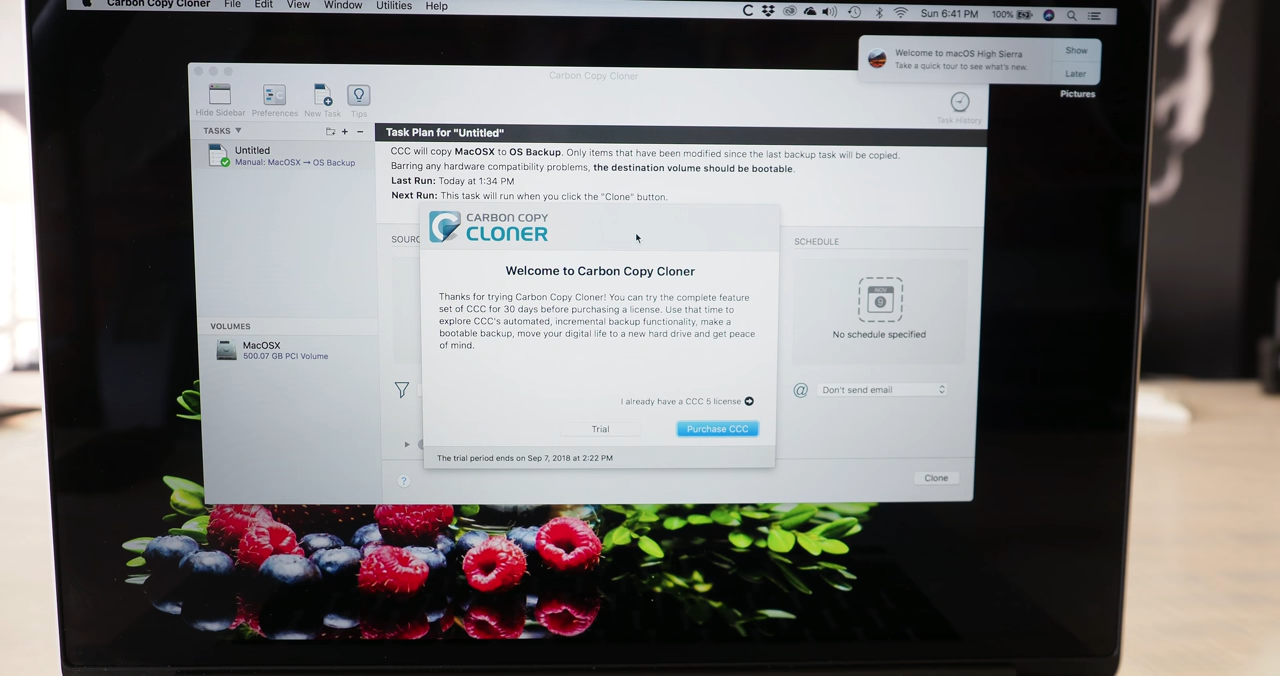 Carbon Copy Cloner File Edit View Window Utilities Help
Sun 6:41 PM 100%
Welcome to macOS High Sierra
Take a quick tour to see what's new.
Show
Later
Pictures
Carbon Copy Cloner
Hide Sidebar Preferences New Task Tips
Task History
TASKS
Untitled
Manual: MacOSX → OS Backup
VOLUMES
MacOSX
500.07 GB PCI Volume
Task Plan for "Untitled"
CCC will copy MacOSX to OS Backup. Only items that have been modified since the last backup task will be copied.
Barring any hardware compatibility problems, the destination volume should be bootable.
Last Run: Today at 1:34 PM
Next Run: This task will run when you click the "Clone" button.
SOURC
CARBON COPY
CLONER
Welcome to Carbon Copy Cloner
Thanks for trying Carbon Copy Cloner! You can try the complete feature
set of CCC for 30 days before purchasing a license. Use that time to
explore CCC's automated, incremental backup functionality, make a
bootable backup, move your digital life to a new hard drive and get peace
of mind.
I already have a CCC 5 license
Trial
Purchase CCC
The trial period ends on Sep 7, 2018 at 2:22 PM
SCHEDULE
NOV
9
No schedule specified
@ Don't send email
?
Clone